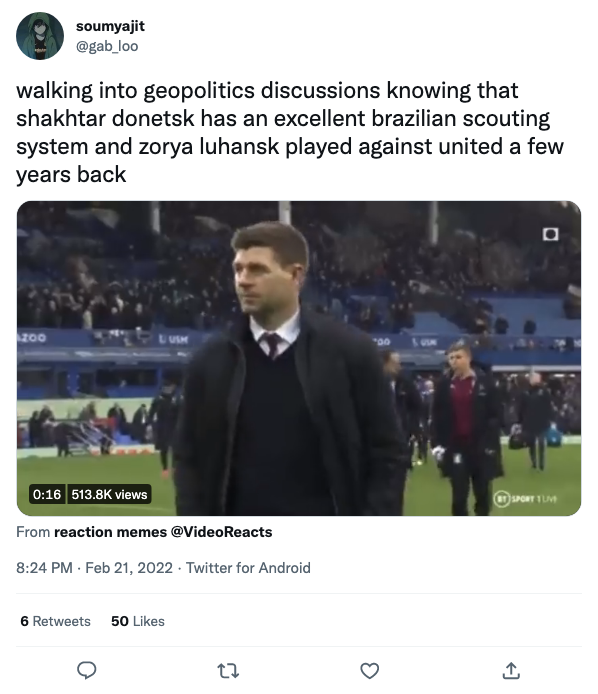 soumyajit
@gab_loo
walking into geopolitics discussions knowing that
shakhtar donetsk has an excellent brazilian scouting
system and zorya luhansk played against united a few
years back
ZOO
USM
ZOO
USM
0:16 513.8K views
BT SPORT 1 LIVE
From reaction memes @VideoReacts
8:24 PM · Feb 21, 2022 · Twitter for Android
6 Retweets 50 Likes